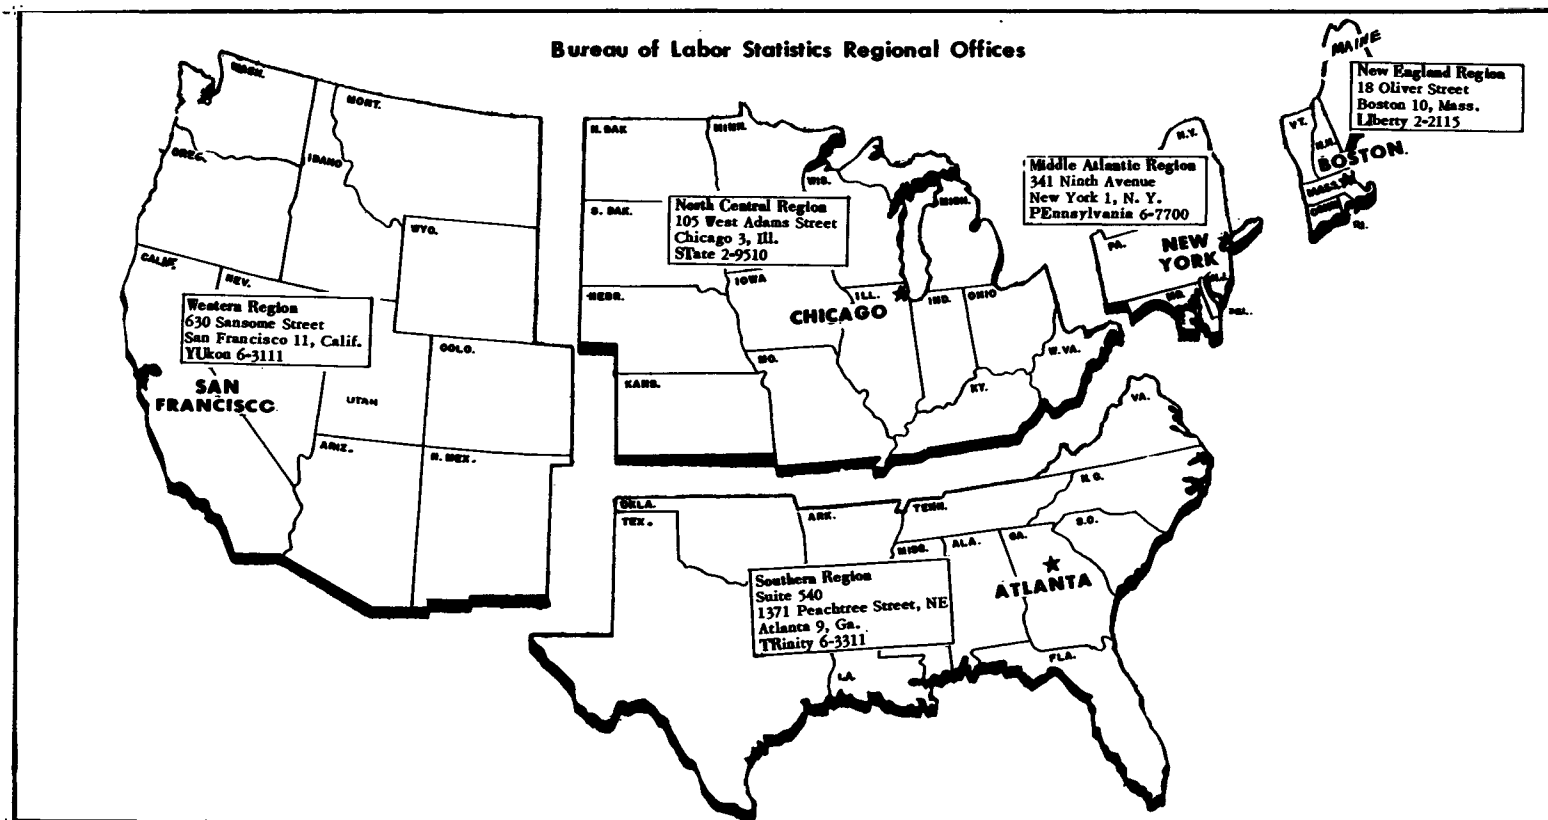 Bureau of Labor Statistics Regional Offices
MAINE
New England Region
18 Oliver Street
Boston 10, Mass.
LIberty 2-2115
VT.
N.H.
BOSTON
MASS.
CONN.
R.I.
N.Y.
Middle Atlantic Region
341 Ninth Avenue
New York 1, N. Y.
PEnnsylvania 6-7700
PA.
NEW
YORK
N.J.
MD.
DEL.
WASH.
MONT.
OREG.
IDAHO
WYO.
CALIF.
NEV.
Western Region
630 Sansome Street
San Francisco 11, Calif.
YUkon 6-3111
SAN
FRANCISCO
UTAH
COLO.
ARIZ.
N. MEX.
N. DAK
MINN.
WIS.
MICH.
S. DAK.
North Central Region
105 West Adams Street
Chicago 3, Ill.
STate 2-9510
NEBR.
IOWA
ILL.
IND.
OHIO
CHICAGO
MO.
W. VA.
KANS.
KY.
VA.
OKLA.
TEX.
ARK.
TENN.
N.C.
S.C.
MISS.
ALA.
GA.
ATLANTA
Southern Region
Suite 540
1371 Peachtree Street, NE
Atlanta 9, Ga.
TRinity 6-3311
LA.
FLA.